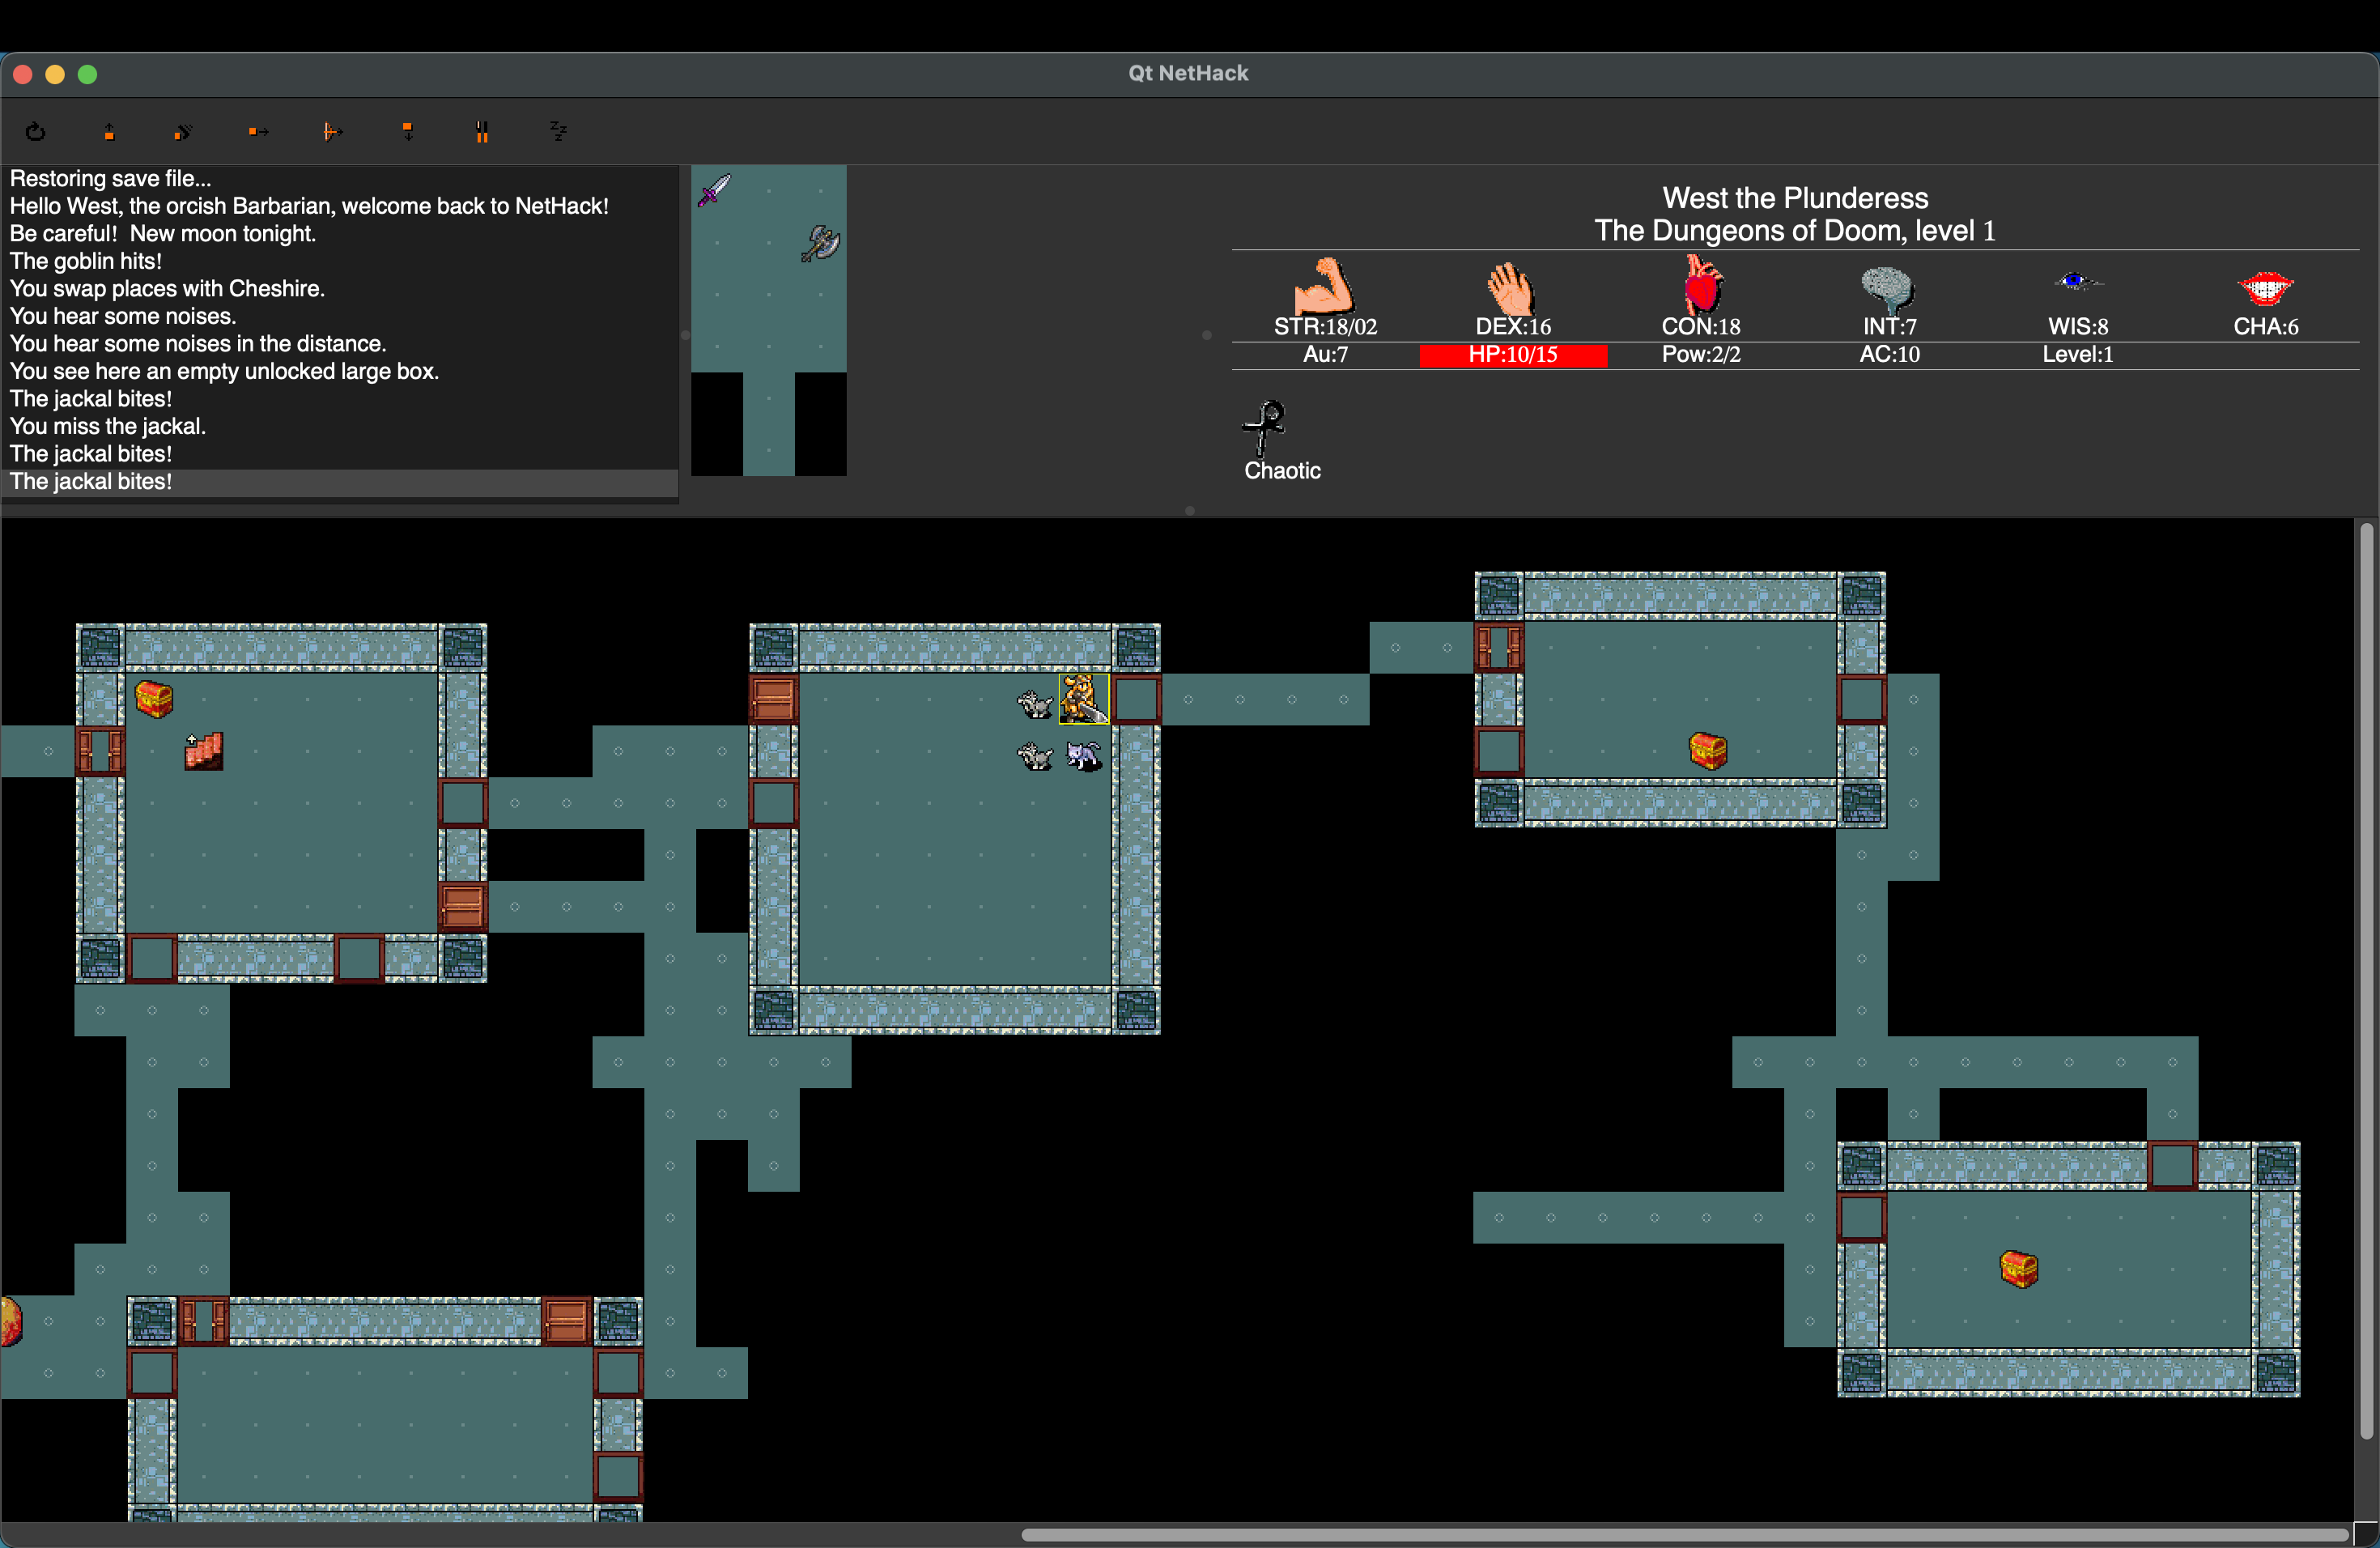 Qt NetHack
z z z
Restoring save file...
Hello West, the orcish Barbarian, welcome back to NetHack!
Be careful!  New moon tonight.
The goblin hits!
You swap places with Cheshire.
You hear some noises.
You hear some noises in the distance.
You see here an empty unlocked large box.
The jackal bites!
You miss the jackal.
The jackal bites!
The jackal bites!
West the Plunderess
The Dungeons of Doom, level 1
STR:18/02 DEX:16 CON:18 INT:7 WIS:8 CHA:6
Au:7 HP:10/15 Pow:2/2 AC:10 Level:1
Chaotic